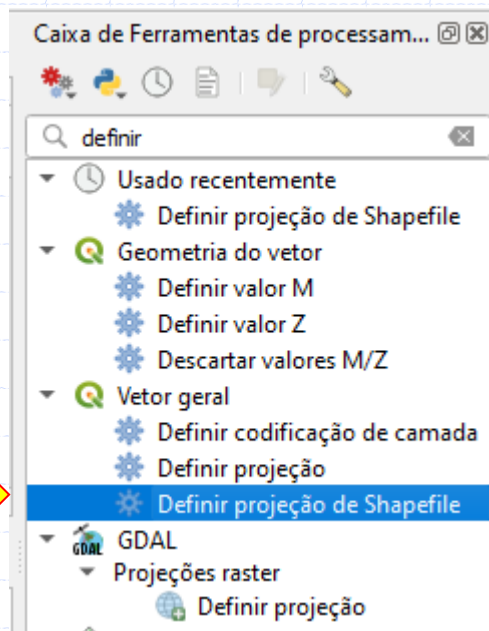 Caixa de Ferramentas de processam...
definir
Usado recentemente
Definir projeção de Shapefile
Geometria do vetor
Definir valor M
Definir valor Z
Descartar valores M/Z
Vetor geral
Definir codificação de camada
Definir projeção
Definir projeção de Shapefile
GDAL
Projeções raster
Definir projeção